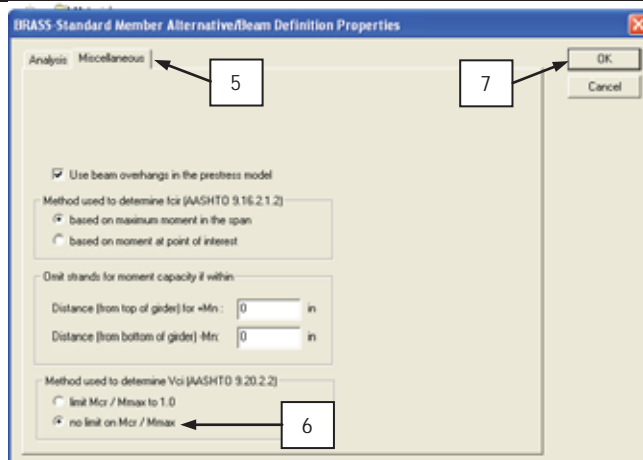 BRASS-Standard Member Alternative/Beam Definition Properties
Analysis Miscellaneous
OK
Cancel
5
7
Use beam overhangs in the prestress model
Method used to determine fcir (AASHTO 9.16.2.1.2)
based on maximum moment in the span
based on moment at point of interest
Omit strands for moment capacity if within
Distance (from top of girder) for +Mn : 0 in
Distance (from bottom of girder) -Mn: 0 in
Method used to determine Vci (AASHTO 9.20.2.2)
limit Mcr / Mmax to 1.0
no limit on Mcr / Mmax
6